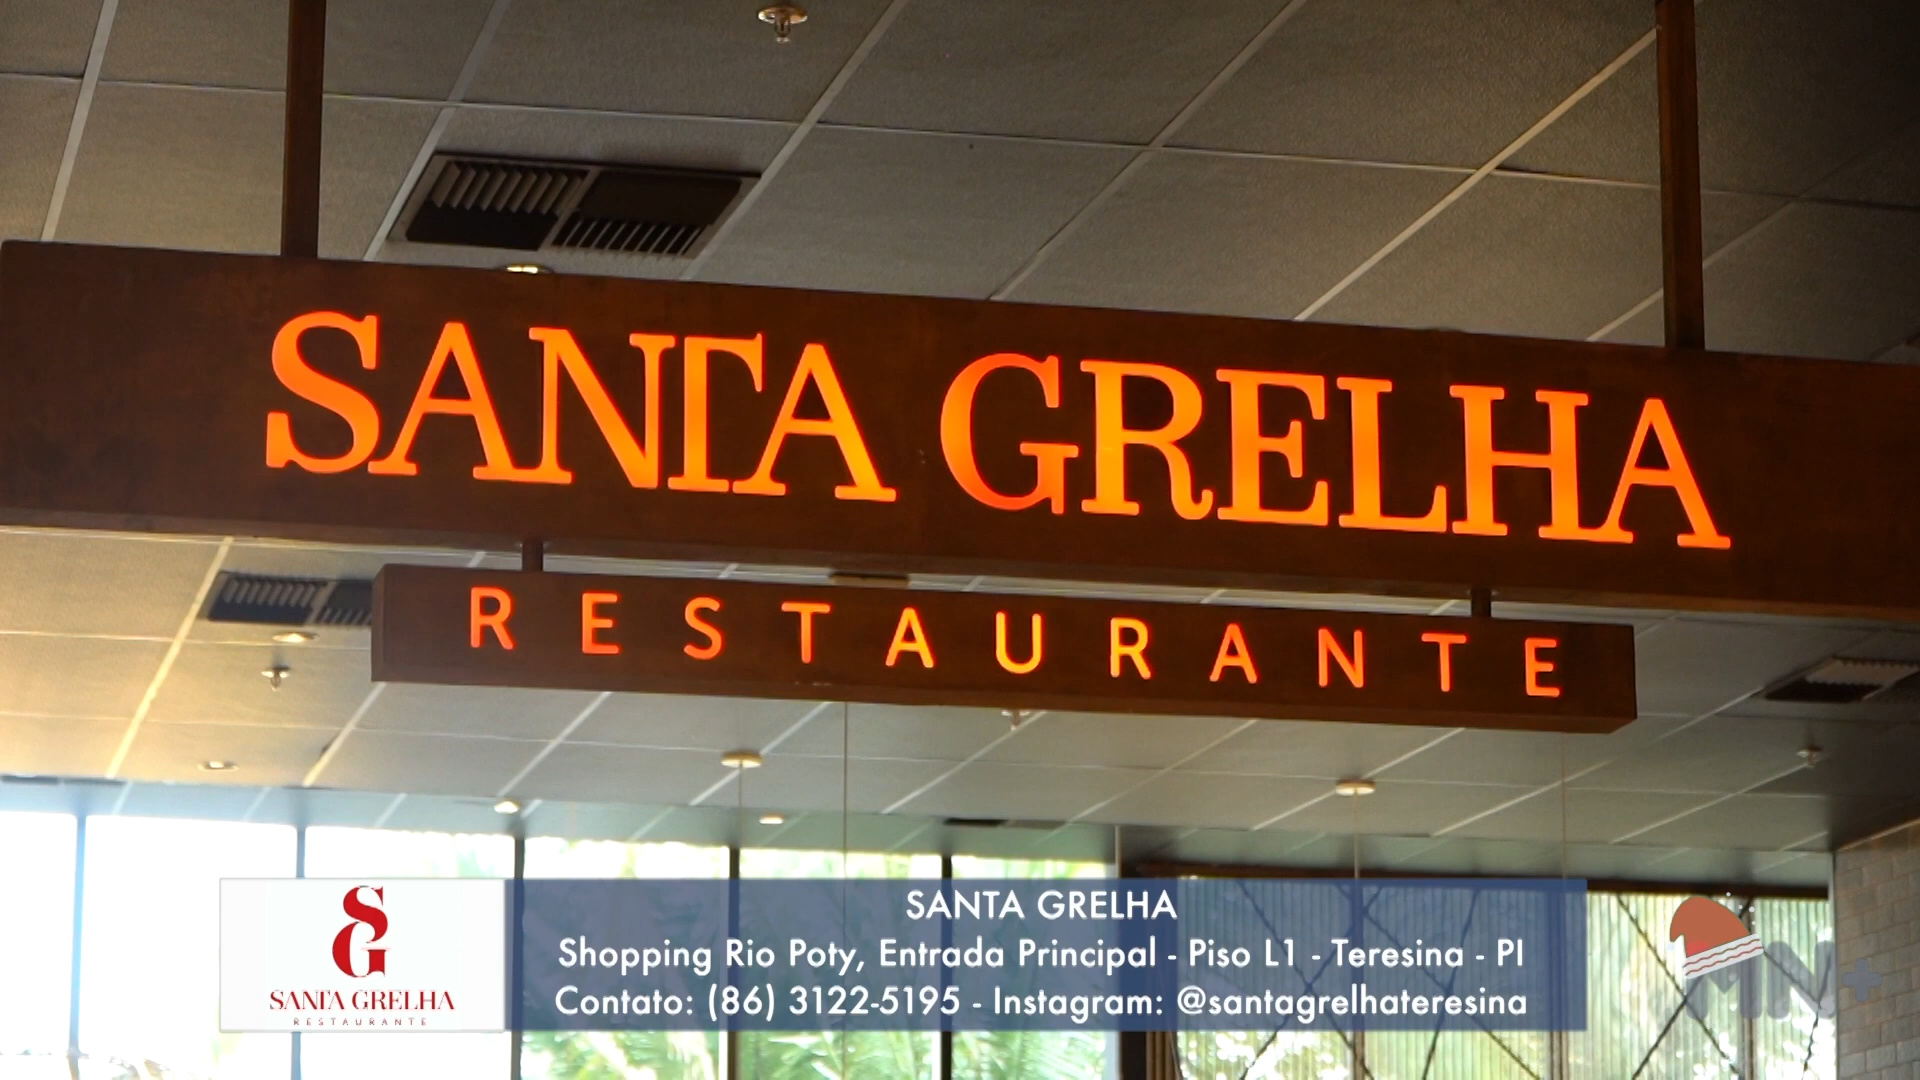 SANTA GRELHA
RESTAURANTE
SG
SANTA GRELHA
RESTAURANTE
SANTA GRELHA
Shopping Rio Poty, Entrada Principal - Piso L1 - Teresina - PI
Contato: (86) 3122-5195 - Instagram: @santagrelhateresina
MN+